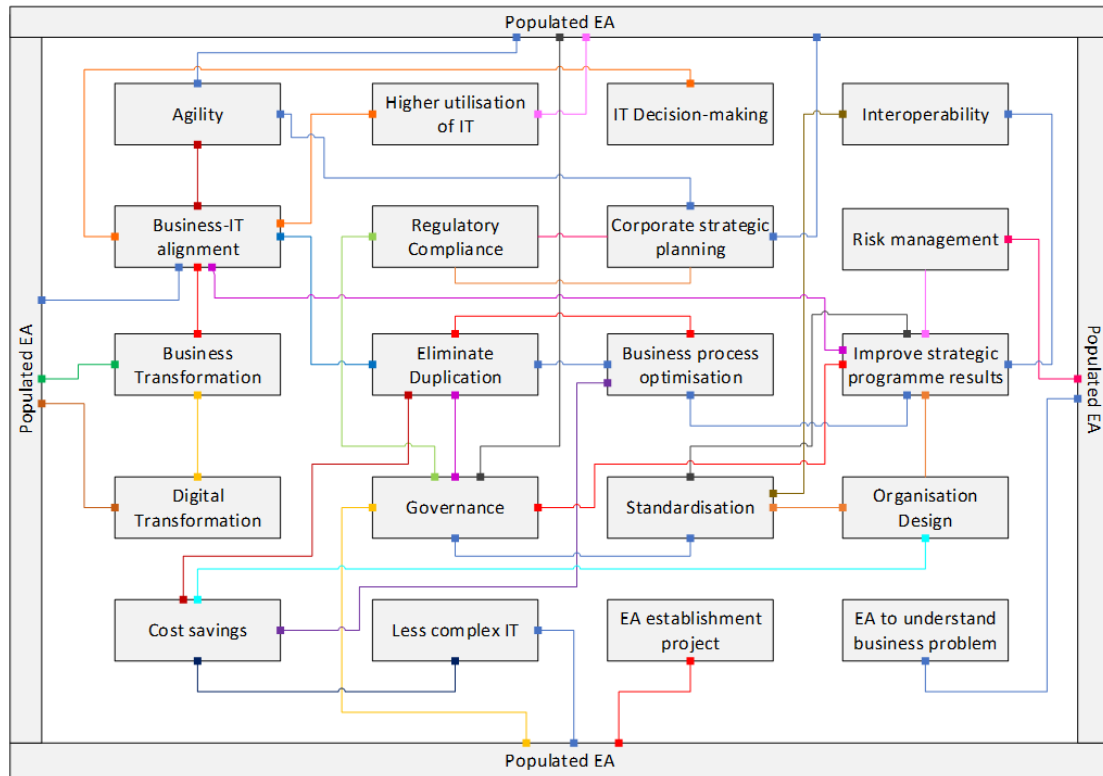 Populated EA
Agility
Higher utilisation
of IT
IT Decision-making
Interoperability
Business-IT
alignment
Regulatory
Compliance
Corporate strategic
planning
Risk management
Populated EA
Business
Transformation
Eliminate
Duplication
Business process
optimisation
Improve strategic
programme results
Populated EA
Digital
Transformation
Governance
Standardisation
Organisation
Design
Cost savings
Less complex IT
EA establishment
project
EA to understand
business problem
Populated EA